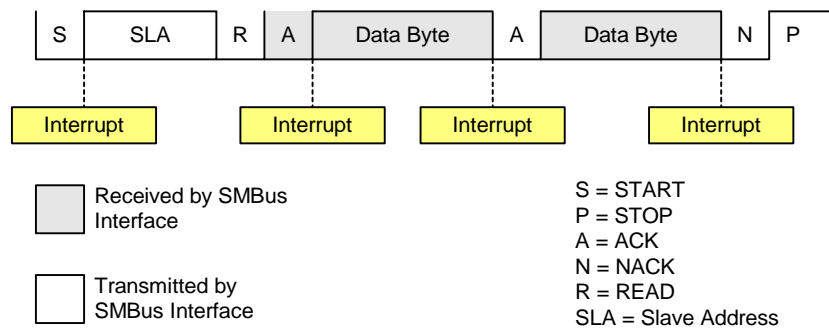 S SLA R A Data Byte A Data Byte N P
Interrupt Interrupt Interrupt Interrupt
Received by SMBus
Interface
Transmitted by
SMBus Interface
S = START
P = STOP
A = ACK
N = NACK
R = READ
SLA = Slave Address